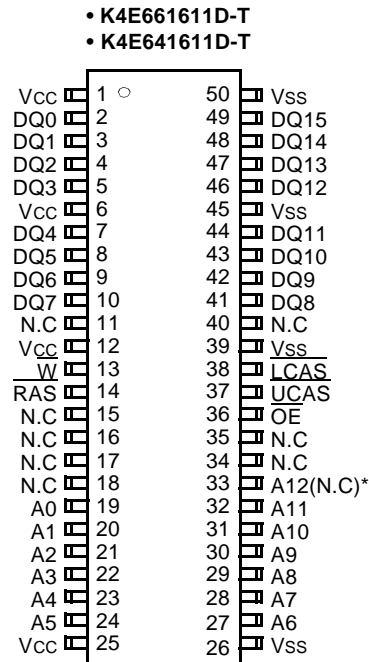 • K4E661611D-T
• K4E641611D-T
VCC 1 50 VSS
DQ0 2 49 DQ15
DQ1 3 48 DQ14
DQ2 4 47 DQ13
DQ3 5 46 DQ12
VCC 6 45 VSS
DQ4 7 44 DQ11
DQ5 8 43 DQ10
DQ6 9 42 DQ9
DQ7 10 41 DQ8
N.C 11 40 N.C
VCC 12 39 VSS
W 13 38 LCAS
RAS 14 37 UCAS
N.C 15 36 OE
N.C 16 35 N.C
N.C 17 34 N.C
N.C 18 33 A12(N.C)*
A0 19 32 A11
A1 20 31 A10
A2 21 30 A9
A3 22 29 A8
A4 23 28 A7
A5 24 27 A6
VCC 25 26 VSS